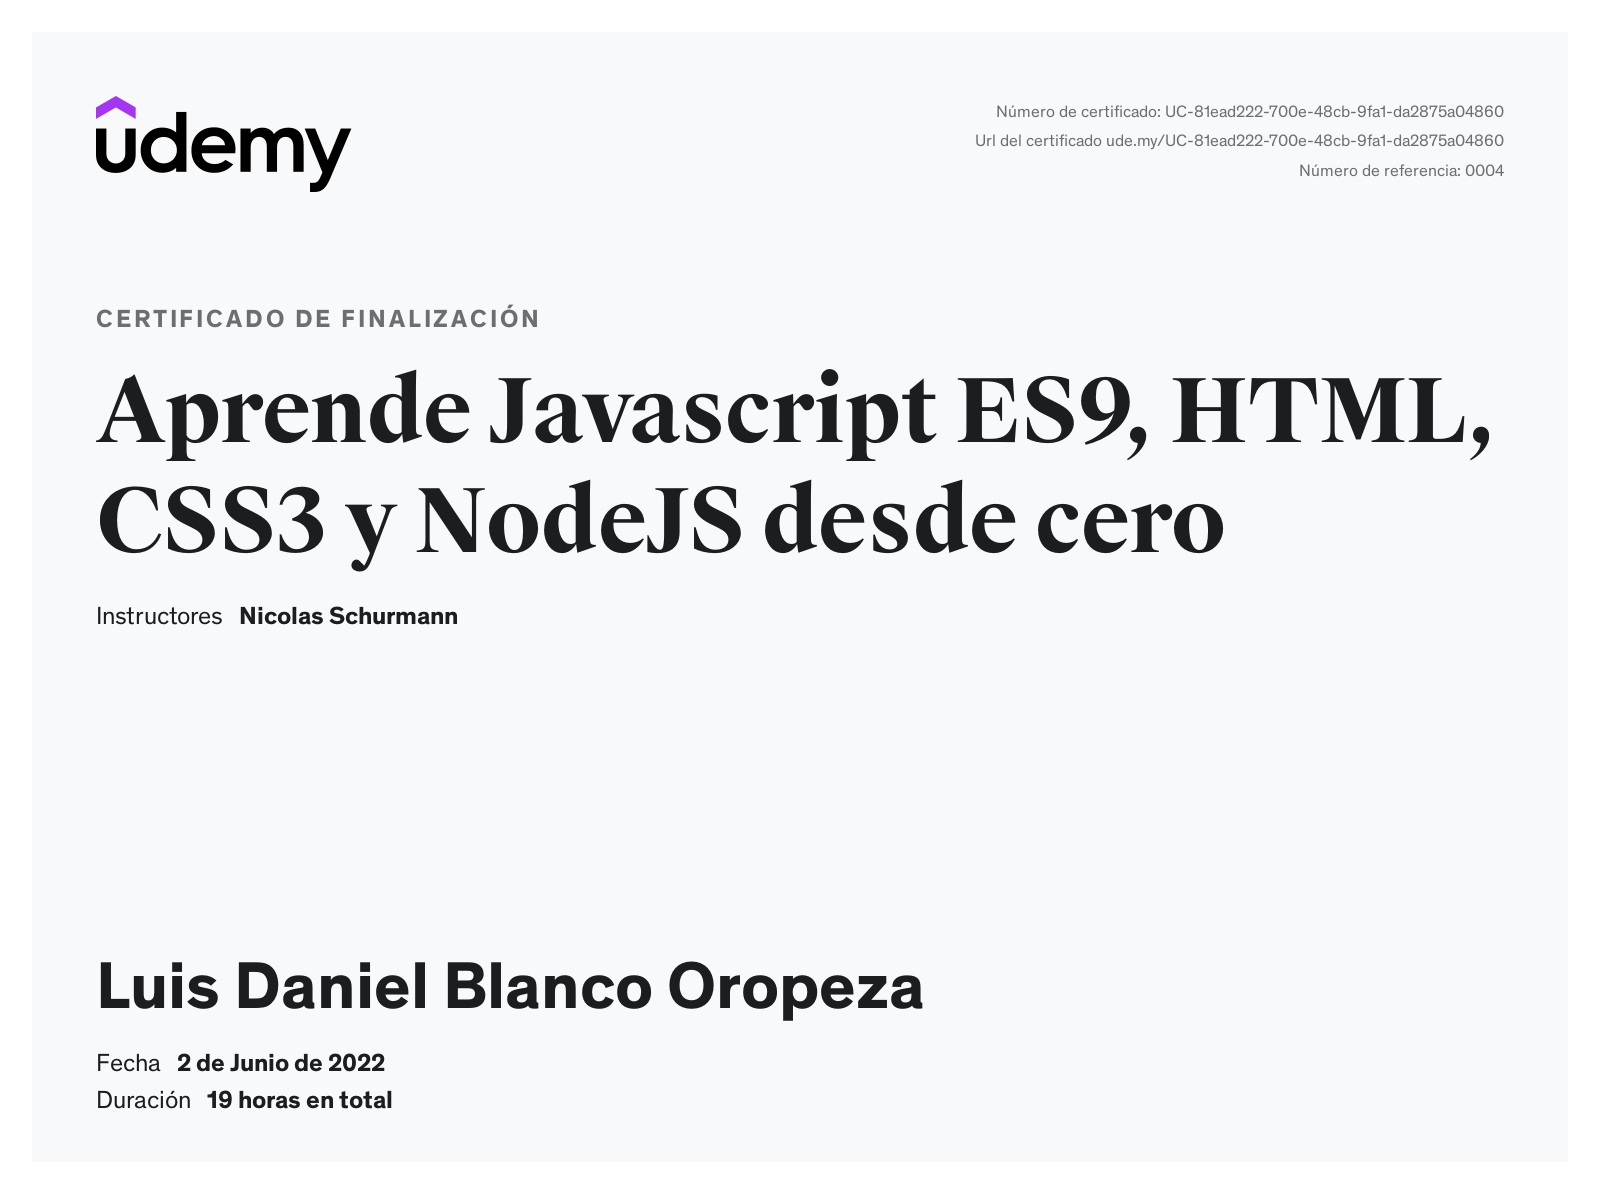 udemy
Número de certificado: UC-81ead222-700e-48cb-9fa1-da2875a04860
Url del certificado ude.my/UC-81ead222-700e-48cb-9fa1-da2875a04860
Número de referencia: 0004
CERTIFICADO DE FINALIZACIÓN
Aprende Javascript ES9, HTML,
CSS3 y NodeJS desde cero
Instructores Nicolas Schurmann
Luis Daniel Blanco Oropeza
Fecha 2 de Junio de 2022
Duración 19 horas en total